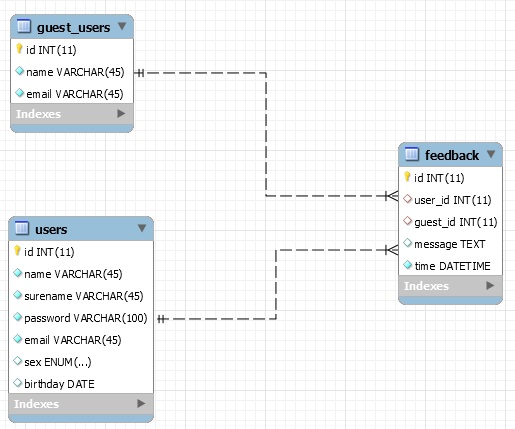 guest_users
id INT(11)
name VARCHAR(45)
email VARCHAR(45)
Indexes
feedback
id INT(11)
user_id INT(11)
guest_id INT(11)
message TEXT
time DATETIME
Indexes
users
id INT(11)
name VARCHAR(45)
surename VARCHAR(45)
password VARCHAR(100)
email VARCHAR(45)
sex ENUM(...)
birthday DATE
Indexes